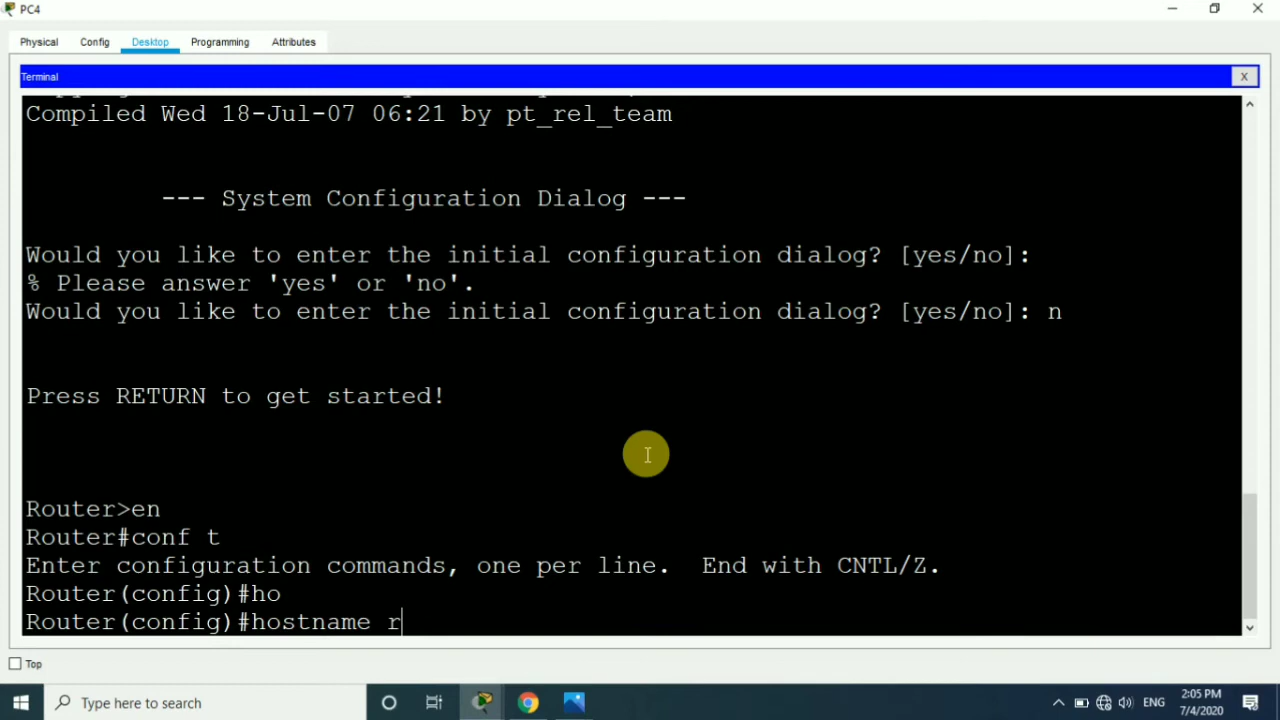 PC4
Physical Config Desktop Programming Attributes
Terminal X
Compiled Wed 18-Jul-07 06:21 by pt_rel_team
--- System Configuration Dialog ---
Would you like to enter the initial configuration dialog? [yes/no]:
% Please answer 'yes' or 'no'.
Would you like to enter the initial configuration dialog? [yes/no]: n
Press RETURN to get started!
Router>en
Router#conf t
Enter configuration commands, one per line.  End with CNTL/Z.
Router(config)#ho
Router(config)#hostname r
Top
Type here to search
ENG
2:05 PM
7/4/2020